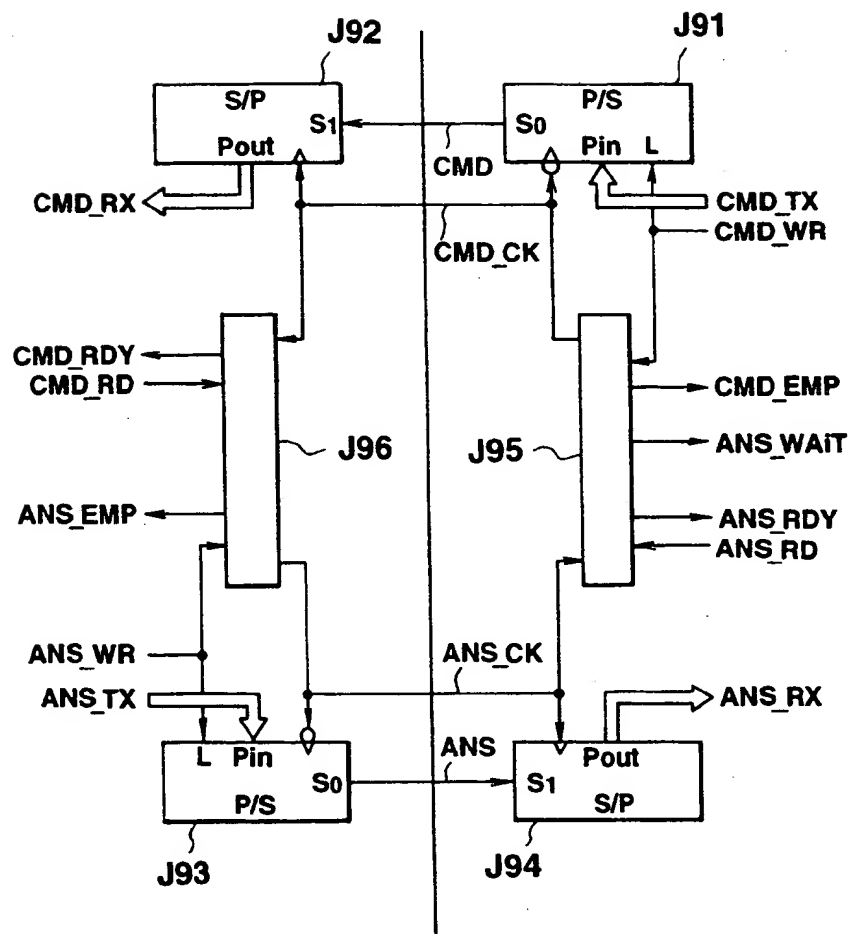 J92
J91
S/P
S1
Pout
P/S
S0
Pin
L
CMD
CMD_RX
CMD_TX
CMD_WR
CMD_CK
CMD_RDY
CMD_RD
CMD_EMP
J96
J95
ANS_WAiT
ANS_EMP
ANS_RDY
ANS_RD
ANS_WR
ANS_CK
ANS_TX
ANS_RX
L
Pin
S0
P/S
ANS
Pout
S1
S/P
J93
J94